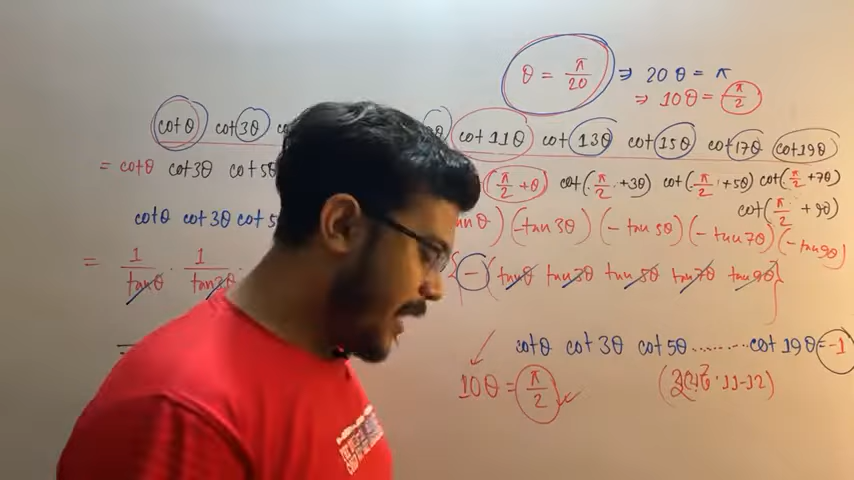 θ = π/20 ⇒ 20θ = π
⇒ 10θ = π/2
cotθ cot3θ cot11θ cot13θ cot15θ cot17θ cot19θ
= cotθ cot3θ cot5θ (π/2 + θ) cot(π/2 + 3θ) cot(π/2 + 5θ) cot(π/2 + 7θ)
cot(π/2 + 9θ)
cotθ cot3θ cot5 θ) (-tan3θ) (-tan5θ) (-tan7θ) (-tan9θ)
= 1/tanθ · 1/tan3θ {- (tanθ tan3θ tan5θ tan7θ tan9θ}
cotθ cot3θ cot5θ........cot19θ = -1
10θ = π/2